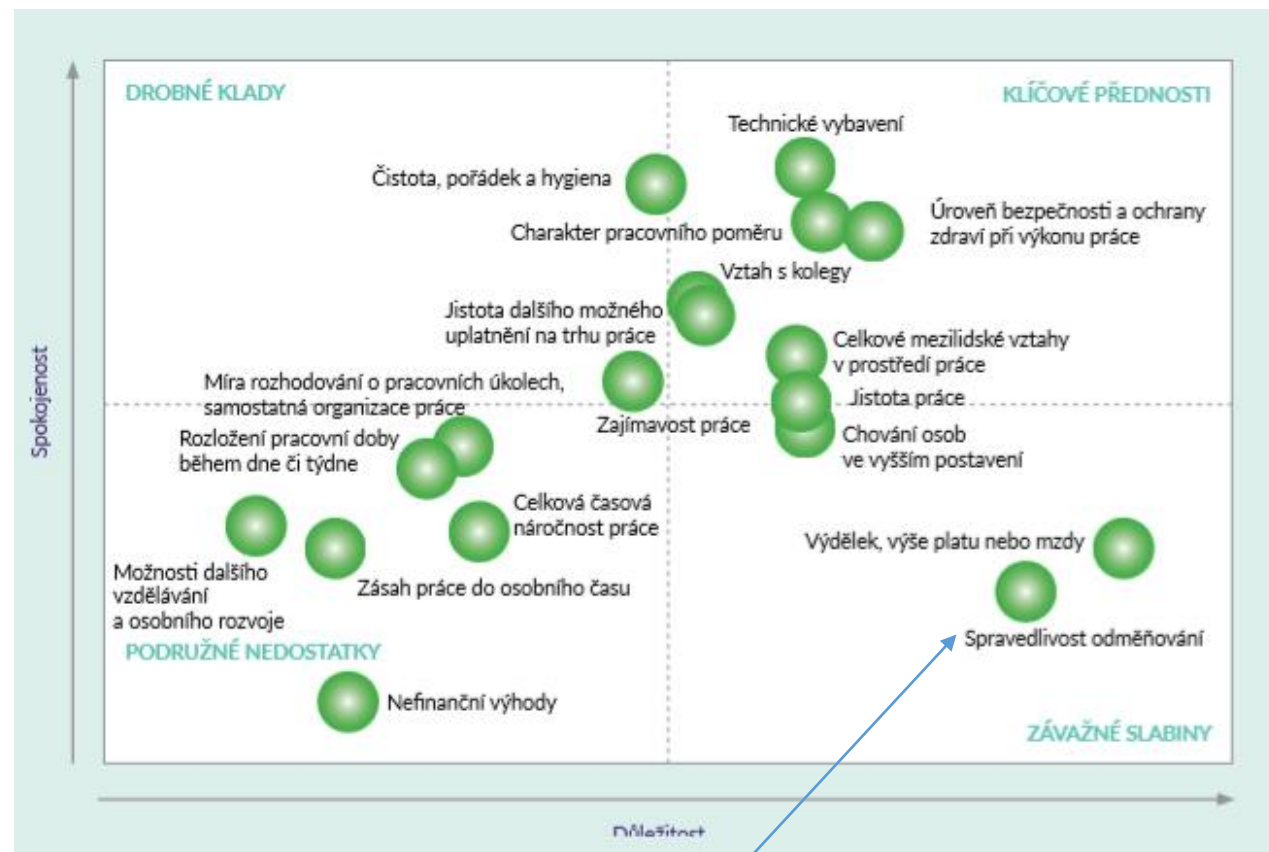 DROBNÉ KLADY
KLÍČOVÉ PŘEDNOSTI
Technické vybavení
Čistota, pořádek a hygiena
Úroveň bezpečnosti a ochrany
zdraví při výkonu práce
Charakter pracovního poměru
Vztah s kolegy
Jistota dalšího možného
uplatnění na trhu práce
Celkové mezilidské vztahy
v prostředí práce
Míra rozhodování o pracovních úkolech,
samostatná organizace práce
Jistota práce
Zajímavost práce
Rozložení pracovní doby
během dne či týdne
Chování osob
ve vyšším postavení
Celková časová
náročnost práce
Výdělek, výše platu nebo mzdy
Možnosti dalšího
vzdělávání
a osobního rozvoje
Zásah práce do osobního času
Spravedlivost odměňování
PODRUŽNÉ NEDOSTATKY
Nefinanční výhody
ZÁVAŽNÉ SLABINY
Spokojenost
Důležitost